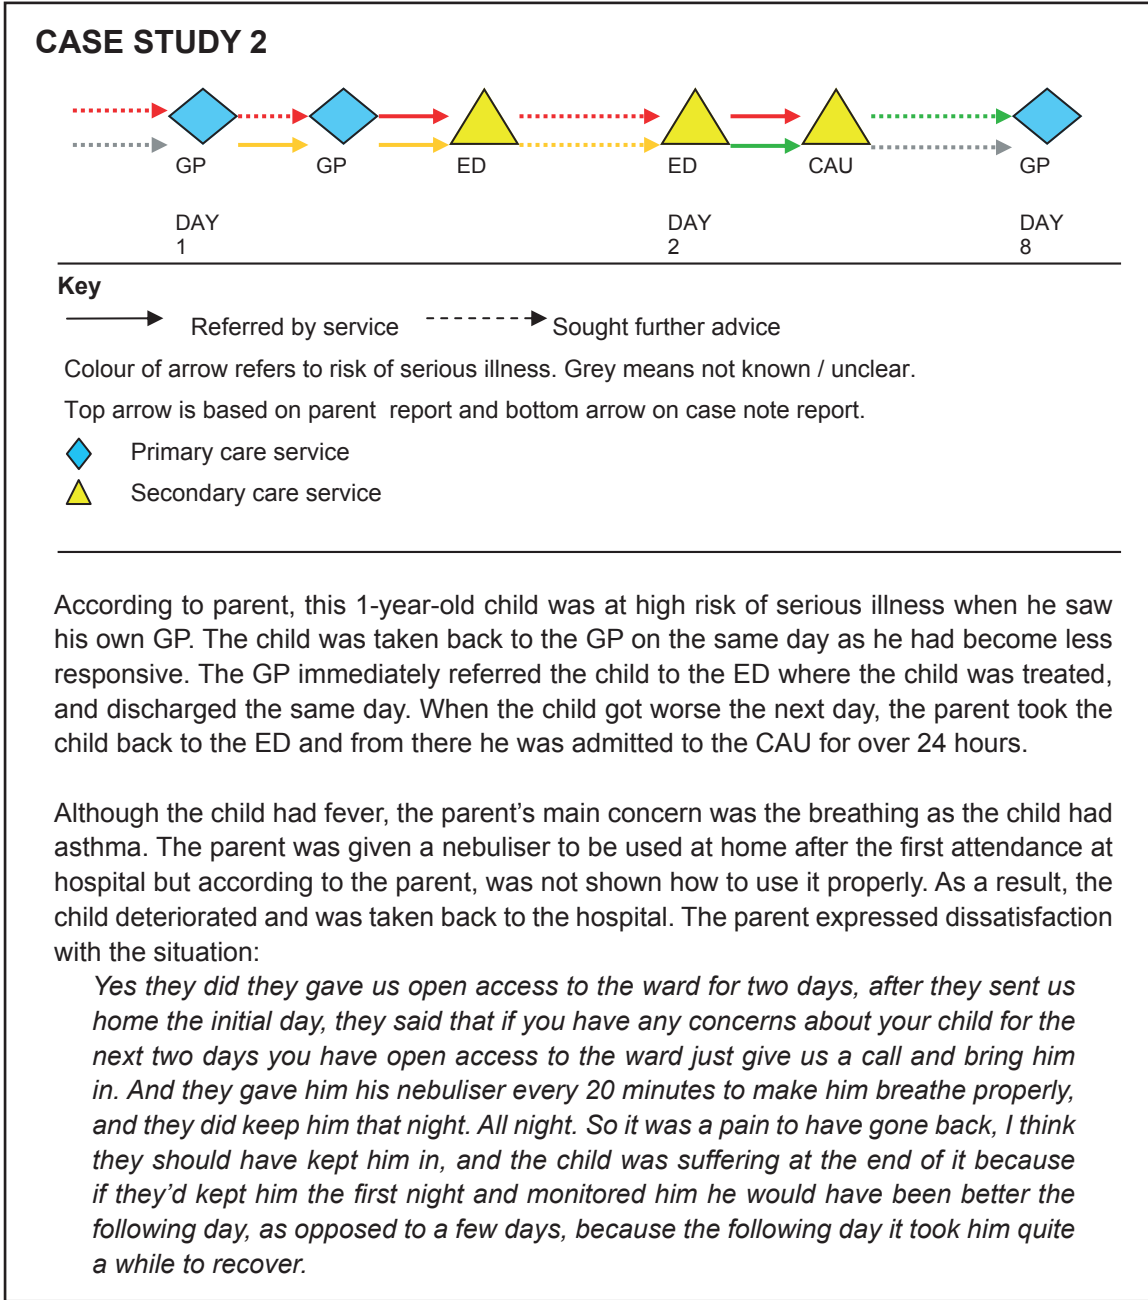 CASE STUDY 2
GP GP ED ED CAU GP
DAY DAY DAY
1 2 8
Key
Referred by service Sought further advice
Colour of arrow refers to risk of serious illness. Grey means not known / unclear.
Top arrow is based on parent report and bottom arrow on case note report.
Primary care service
Secondary care service
According to parent, this 1-year-old child was at high risk of serious illness when he saw
his own GP. The child was taken back to the GP on the same day as he had become less
responsive. The GP immediately referred the child to the ED where the child was treated,
and discharged the same day. When the child got worse the next day, the parent took the
child back to the ED and from there he was admitted to the CAU for over 24 hours.
Although the child had fever, the parent's main concern was the breathing as the child had
asthma. The parent was given a nebuliser to be used at home after the first attendance at
hospital but according to the parent, was not shown how to use it properly. As a result, the
child deteriorated and was taken back to the hospital. The parent expressed dissatisfaction
with the situation:
Yes they did they gave us open access to the ward for two days, after they sent us
home the initial day, they said that if you have any concerns about your child for the
next two days you have open access to the ward just give us a call and bring him
in. And they gave him his nebuliser every 20 minutes to make him breathe properly,
and they did keep him that night. All night. So it was a pain to have gone back, I think
they should have kept him in, and the child was suffering at the end of it because
if they'd kept him the first night and monitored him he would have been better the
following day, as opposed to a few days, because the following day it took him quite
a while to recover.